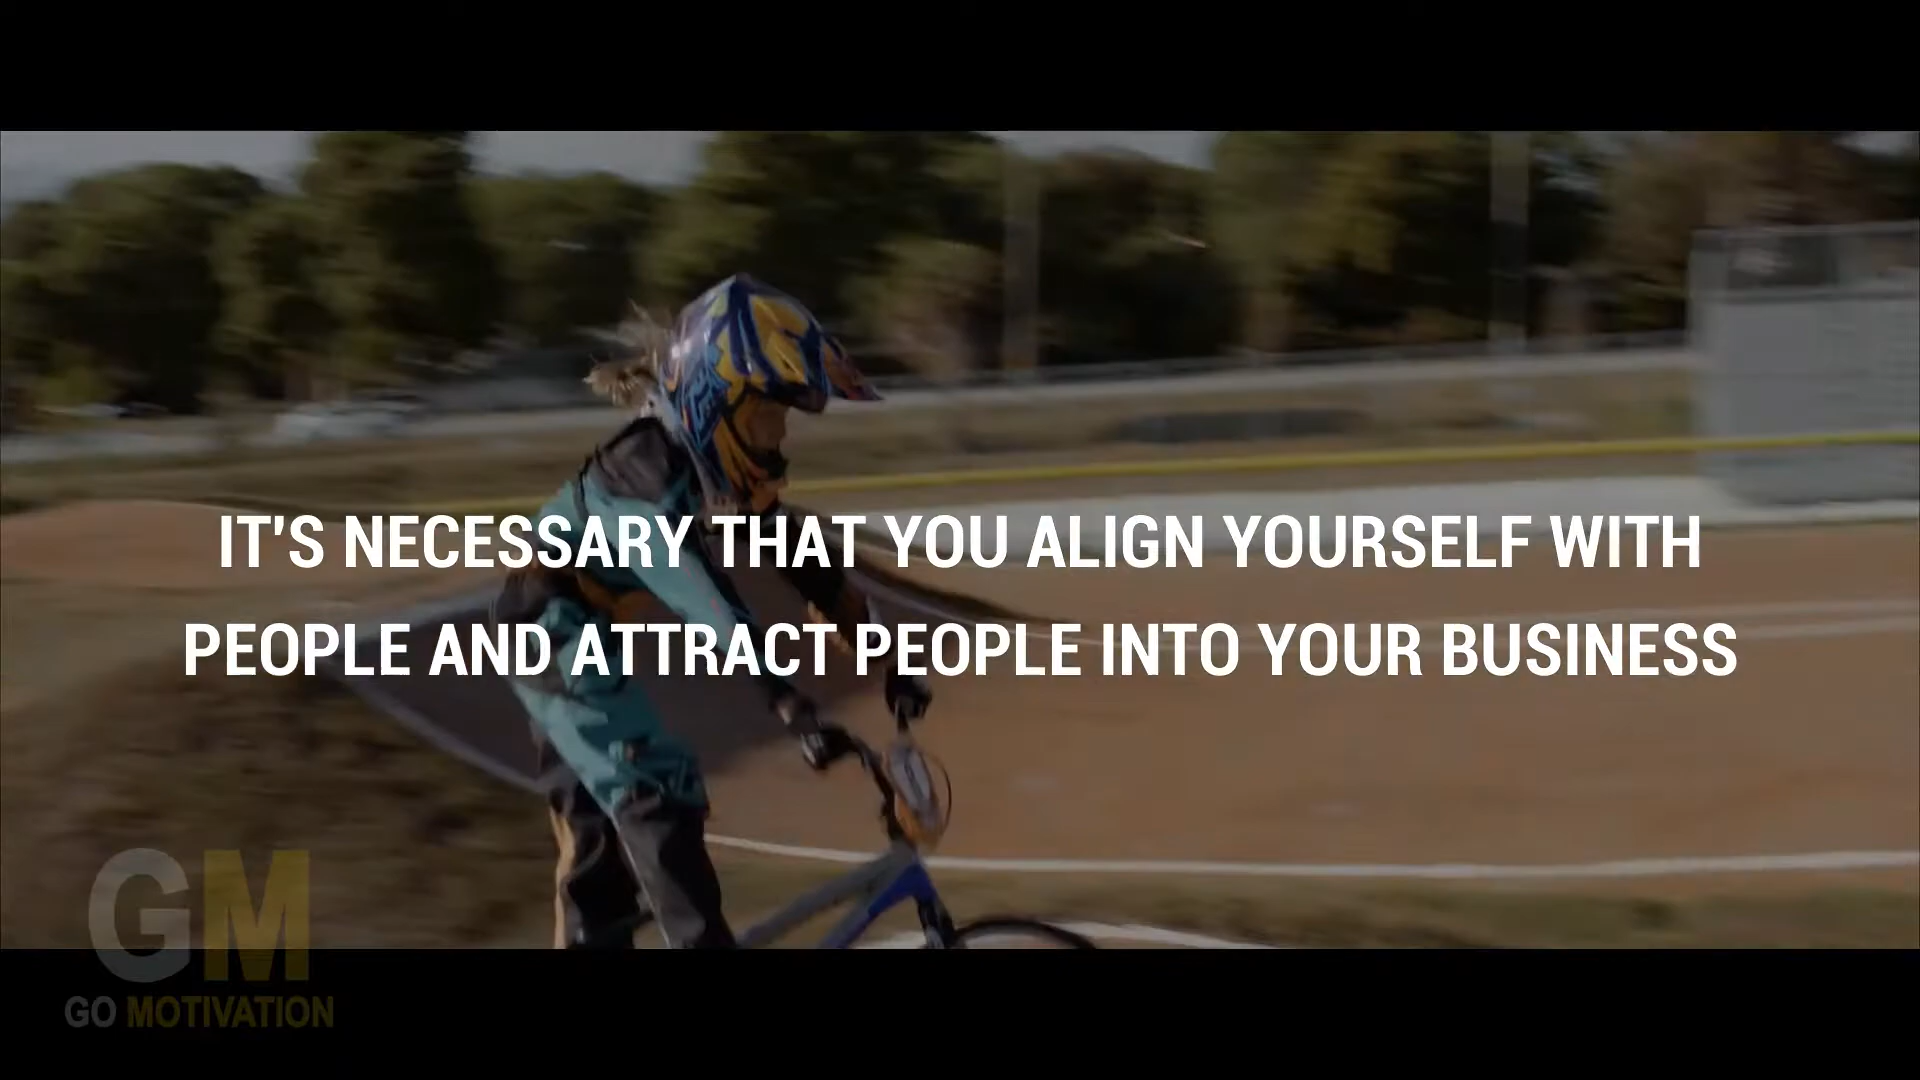 IT'S NECESSARY THAT YOU ALIGN YOURSELF WITH
PEOPLE AND ATTRACT PEOPLE INTO YOUR BUSINESS
GM
GO MOTIVATION